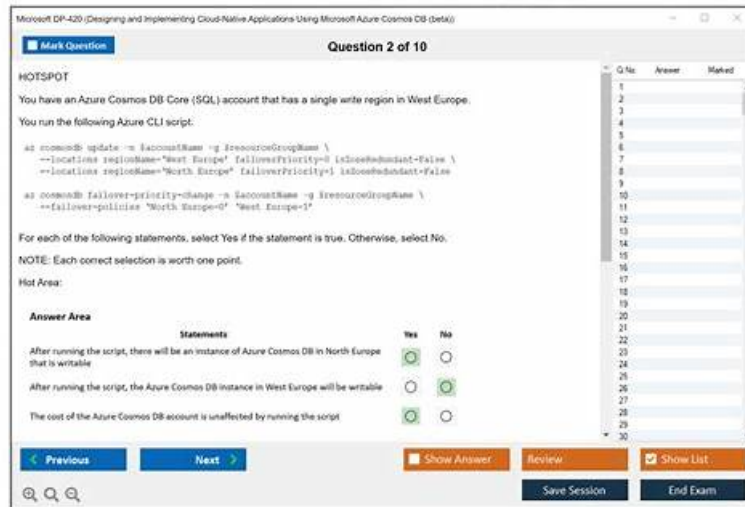 Microsoft DP-420 (Designing and Implementing Cloud-Native Applications Using Microsoft Azure Cosmos DB (beta))
Mark Question
Question 2 of 10
HOTSPOT
You have an Azure Cosmos DB Core (SQL) account that has a single write region in West Europe.
You run the following Azure CLI script.
az cosmosdb update -n $accountName -g $resourceGroupName \
--locations regionName="West Europe" failoverPriority=0 isZoneRedundant=False \
--locations regionName="North Europe" failoverPriority=1 isZoneRedundant=False
az cosmosdb failover-priority-change -n $accountName -g $resourceGroupName \
--failover-policies "North Europe=0" "West Europe=1"
For each of the following statements, select Yes if the statement is true. Otherwise, select No.
NOTE: Each correct selection is worth one point.
Hot Area:
Answer Area
Statements Yes No
After running the script, there will be an instance of Azure Cosmos DB in North Europe
that is writable
After running the script, the Azure Cosmos DB instance in West Europe will be writable
The cost of the Azure Cosmos DB account is unaffected by running the script
Q.No. Answer Marked
1
2
3
4
5
6
7
8
9
10
11
12
13
14
15
16
17
18
19
20
21
22
23
24
25
26
27
28
29
30
Previous
Next
Show Answer
Review
Show List
Save Session
End Exam